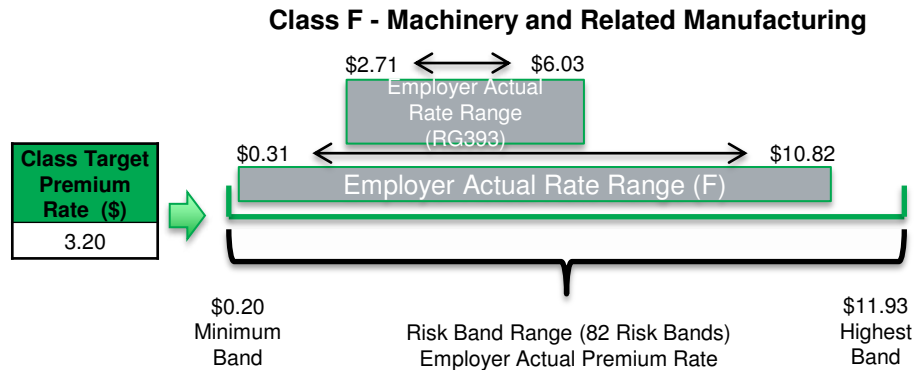 Class F - Machinery and Related Manufacturing
$2.71 $6.03
Employer Actual
Rate Range
(RG393)
$0.31 $10.82
Employer Actual Rate Range (F)
Class Target
Premium
Rate ($)
3.20
$0.20
Minimum
Band
Risk Band Range (82 Risk Bands)
Employer Actual Premium Rate
$11.93
Highest
Band